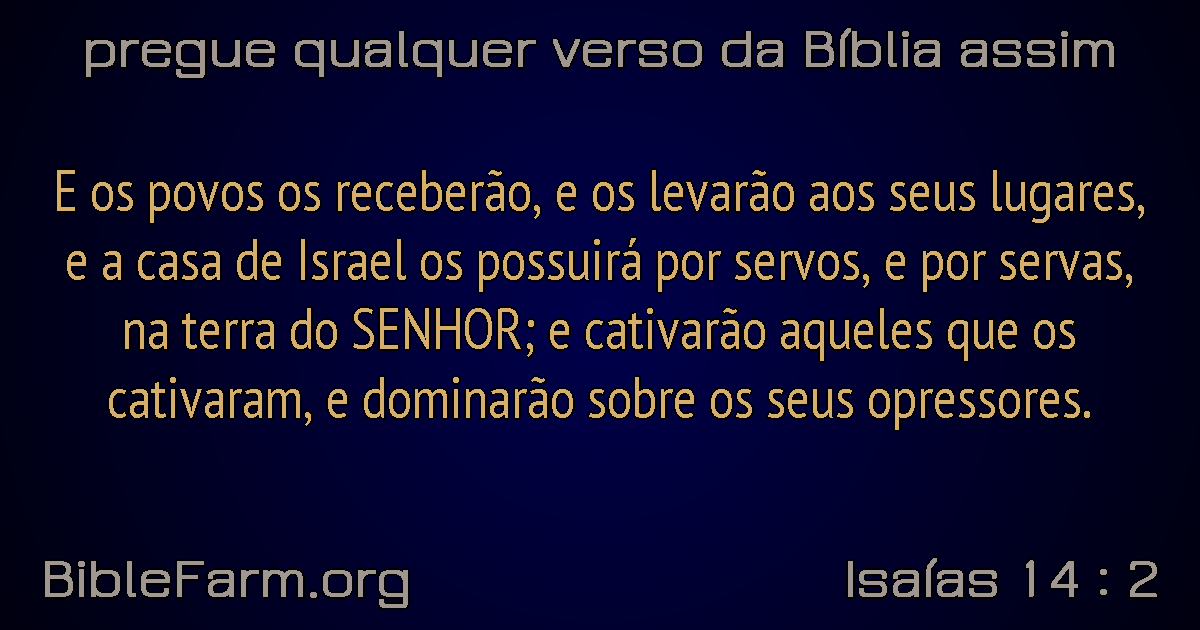 pregue qualquer verso da Bíblia assim
E os povos os receberão, e os levarão aos seus lugares,
e a casa de Israel os possuirá por servos, e por servas,
na terra do SENHOR; e cativarão aqueles que os
cativaram, e dominarão sobre os seus opressores.
BibleFarm.org
Isaías 14 : 2